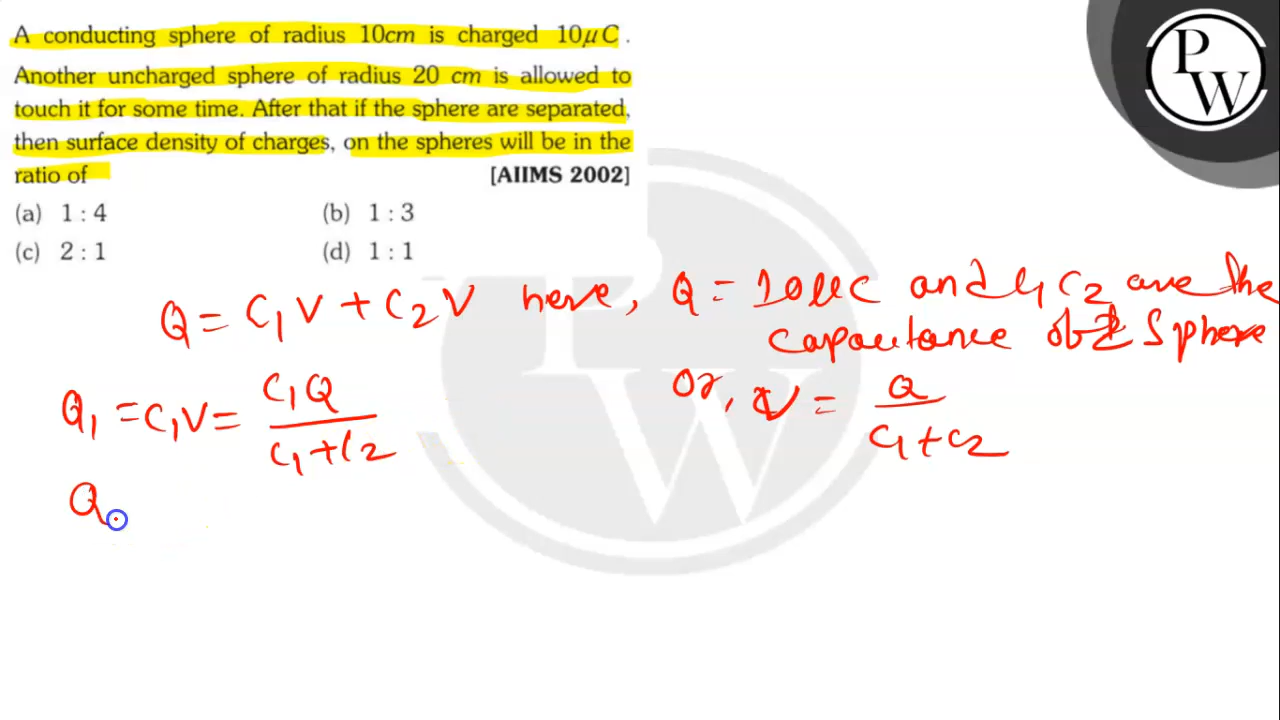 A conducting sphere of radius 10cm is charged 10μC .
Another uncharged sphere of radius 20 cm is allowed to
touch it for some time. After that if the sphere are separated,
then surface density of charges, on the spheres will be in the
ratio of [AIIMS 2002]
(a) 1 : 4 (b) 1 : 3
(c) 2 : 1 (d) 1 : 1
P
W
Q = C₁V + C₂V here, Q = 10μC and C₁ C₂ are the
capacitance of 2 Sphere
Q₁ = C₁V = C₁Q / C₁+C₂
or, V = Q / C₁+C₂
Q